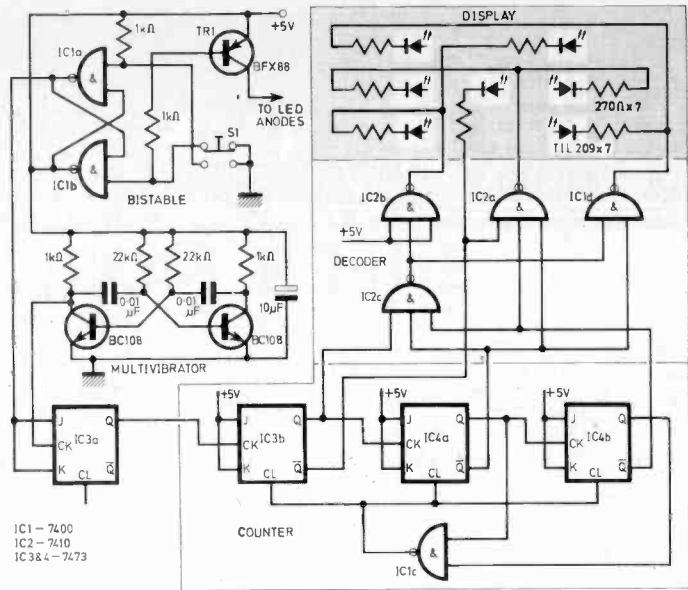 DISPLAY
IC1a
&
1kΩ
TR1
BFX88
+5V
TO LED
ANODES
1kΩ
S1
IC1b
&
BISTABLE
270Ω x 7
TIL 209 x 7
IC2b
&
IC2a
&
IC1d
&
+5V
DECODER
IC2c
&
1kΩ
22kΩ
22kΩ
1kΩ
0·01
µF
0·01
µF
10µF
BC108
BC108
MULTIVIBRATOR
J
Q
CK
IC3a
K
Q̅
CL
+5V
J
Q
CK
IC3b
K
Q̅
CL
+5V
J
Q
CK
IC4a
K
Q̅
CL
+5V
J
Q
CK
IC4b
K
Q̅
CL
COUNTER
IC1c
&
IC1–7400
IC2–7410
IC3&4–7473